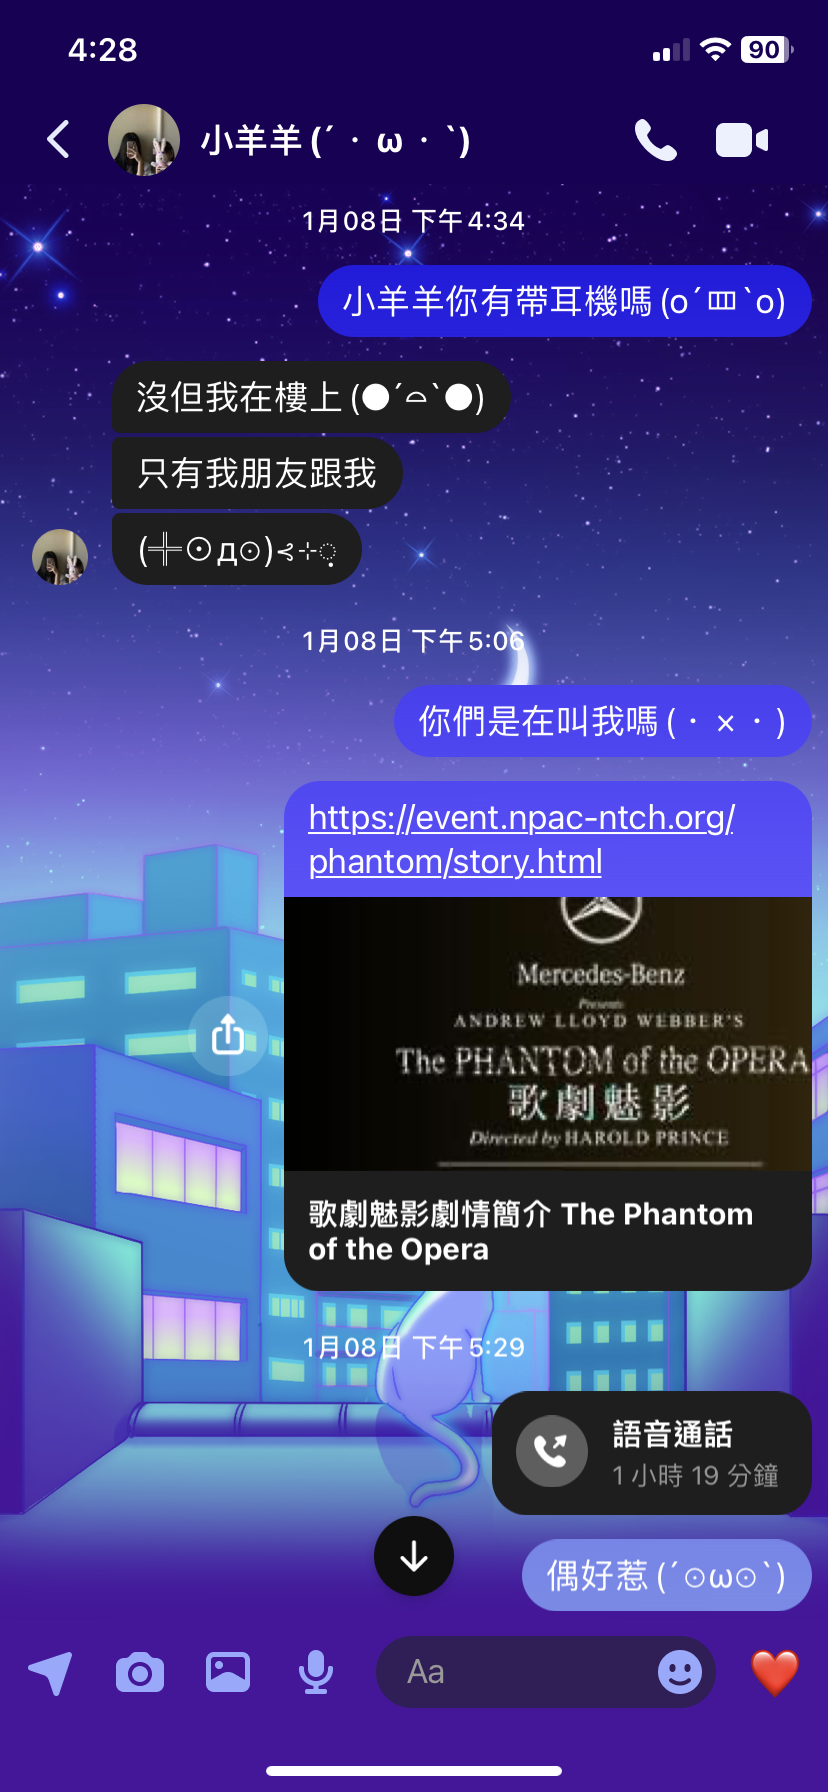 4:28
90
小羊羊(´・ω・`)
1月08日 下午4:34
小羊羊你有帶耳機嗎(o´罒`o)
沒但我在樓上(●´⌓`●)
只有我朋友跟我
(╬⊙д⊙)≺⊹़
1月08日 下午5:06
你們是在叫我嗎(・×・)
https://event.npac-ntch.org/
phantom/story.html
Mercedes-Benz
Presents
ANDREW LLOYD WEBBER'S
The PHANTOM of the OPERA
歌劇魅影
Directed by HAROLD PRINCE
歌劇魅影劇情簡介 The Phantom
of the Opera
1月08日 下午5:29
語音通話
1 小時 19 分鐘
偶好惹(´⊙ω⊙`)
Aa